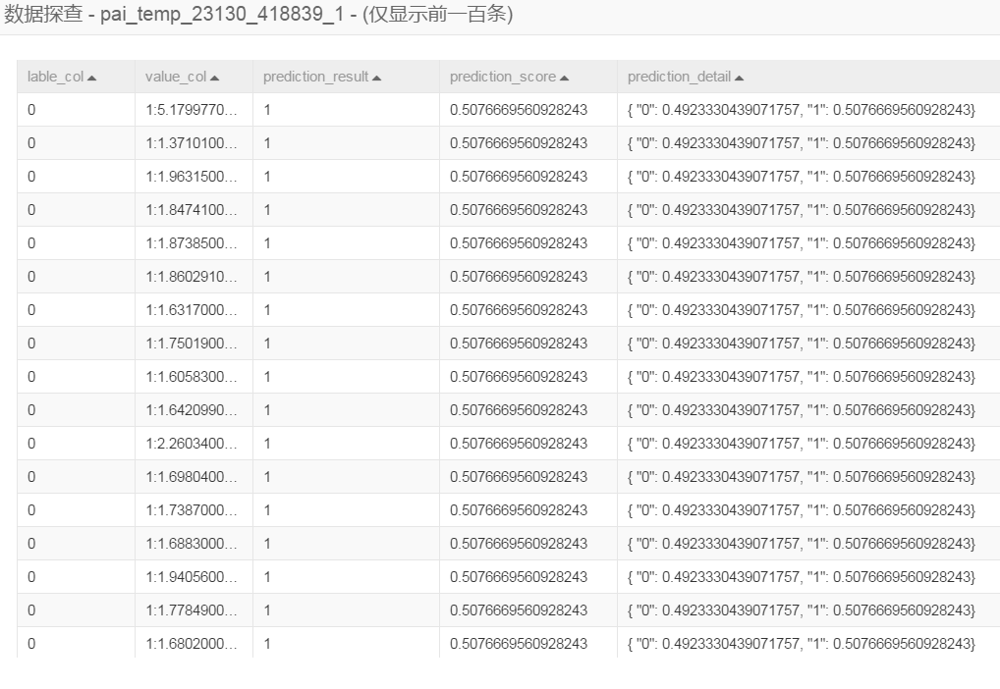 数据探查 - pai_temp_23130_418839_1 - (仅显示前一百条)
lable_col value_col prediction_result prediction_score prediction_detail
0 1:5.1799770... 1 0.5076669560928243 { "0": 0.4923330439071757, "1": 0.5076669560928243}
0 1:1.3710100... 1 0.5076669560928243 { "0": 0.4923330439071757, "1": 0.5076669560928243}
0 1:1.9631500... 1 0.5076669560928243 { "0": 0.4923330439071757, "1": 0.5076669560928243}
0 1:1.8474100... 1 0.5076669560928243 { "0": 0.4923330439071757, "1": 0.5076669560928243}
0 1:1.8738500... 1 0.5076669560928243 { "0": 0.4923330439071757, "1": 0.5076669560928243}
0 1:1.8602910... 1 0.5076669560928243 { "0": 0.4923330439071757, "1": 0.5076669560928243}
0 1:1.6317000... 1 0.5076669560928243 { "0": 0.4923330439071757, "1": 0.5076669560928243}
0 1:1.7501900... 1 0.5076669560928243 { "0": 0.4923330439071757, "1": 0.5076669560928243}
0 1:1.6058300... 1 0.5076669560928243 { "0": 0.4923330439071757, "1": 0.5076669560928243}
0 1:1.6420990... 1 0.5076669560928243 { "0": 0.4923330439071757, "1": 0.5076669560928243}
0 1:2.2603400... 1 0.5076669560928243 { "0": 0.4923330439071757, "1": 0.5076669560928243}
0 1:1.6980400... 1 0.5076669560928243 { "0": 0.4923330439071757, "1": 0.5076669560928243}
0 1:1.7387000... 1 0.5076669560928243 { "0": 0.4923330439071757, "1": 0.5076669560928243}
0 1:1.6883000... 1 0.5076669560928243 { "0": 0.4923330439071757, "1": 0.5076669560928243}
0 1:1.9405600... 1 0.5076669560928243 { "0": 0.4923330439071757, "1": 0.5076669560928243}
0 1:1.7784900... 1 0.5076669560928243 { "0": 0.4923330439071757, "1": 0.5076669560928243}
0 1:1.6802000... 1 0.5076669560928243 { "0": 0.4923330439071757, "1": 0.5076669560928243}